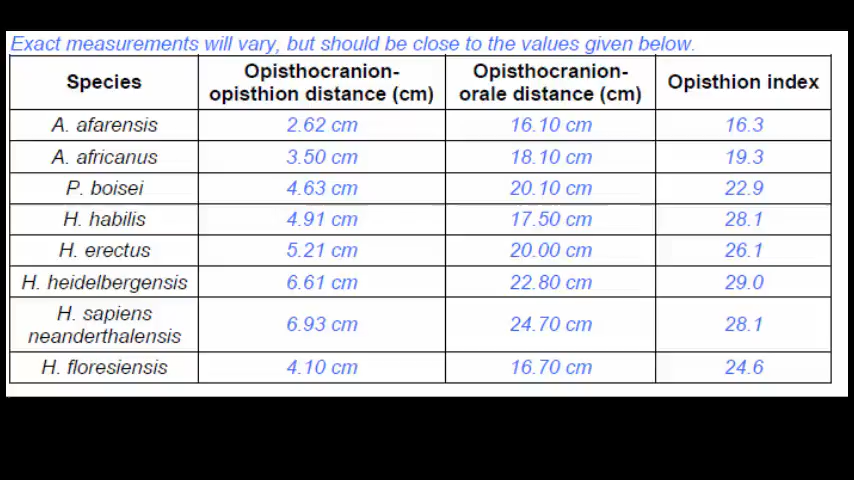 Exact measurements will vary, but should be close to the values given below.
Species Opisthocranion-opisthion distance (cm) Opisthocranion-orale distance (cm) Opisthion index
A. afarensis 2.62 cm 16.10 cm 16.3
A. africanus 3.50 cm 18.10 cm 19.3
P. boisei 4.63 cm 20.10 cm 22.9
H. habilis 4.91 cm 17.50 cm 28.1
H. erectus 5.21 cm 20.00 cm 26.1
H. heidelbergensis 6.61 cm 22.80 cm 29.0
H. sapiens neanderthalensis 6.93 cm 24.70 cm 28.1
H. floresiensis 4.10 cm 16.70 cm 24.6